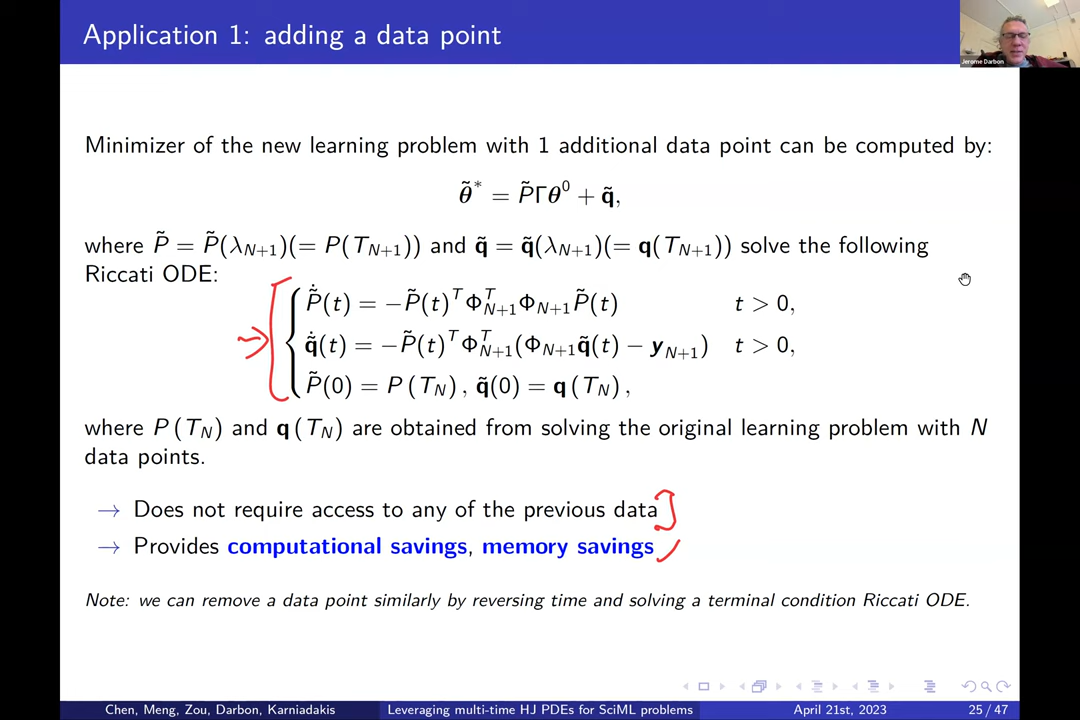 Application 1: adding a data point
Jerome Darbon
Minimizer of the new learning problem with 1 additional data point can be computed by:
θ̃* = P̃Γθ⁰ + q̃,
where P̃ = P̃(λ_{N+1})(= P(T_{N+1})) and q̃ = q̃(λ_{N+1})(= q(T_{N+1})) solve the following
Riccati ODE:
P̃̇(t) = −P̃(t)ᵀΦᵀ_{N+1}Φ_{N+1}P̃(t) t > 0,
q̃̇(t) = −P̃(t)ᵀΦᵀ_{N+1}(Φ_{N+1}q̃(t) − y_{N+1}) t > 0,
P̃(0) = P(T_N), q̃(0) = q(T_N),
where P(T_N) and q(T_N) are obtained from solving the original learning problem with N
data points.
→ Does not require access to any of the previous data
→ Provides computational savings, memory savings
Note: we can remove a data point similarly by reversing time and solving a terminal condition Riccati ODE.
Chen, Meng, Zou, Darbon, Karniadakis Leveraging multi-time HJ PDEs for SciML problems April 21st, 2023 25 / 47